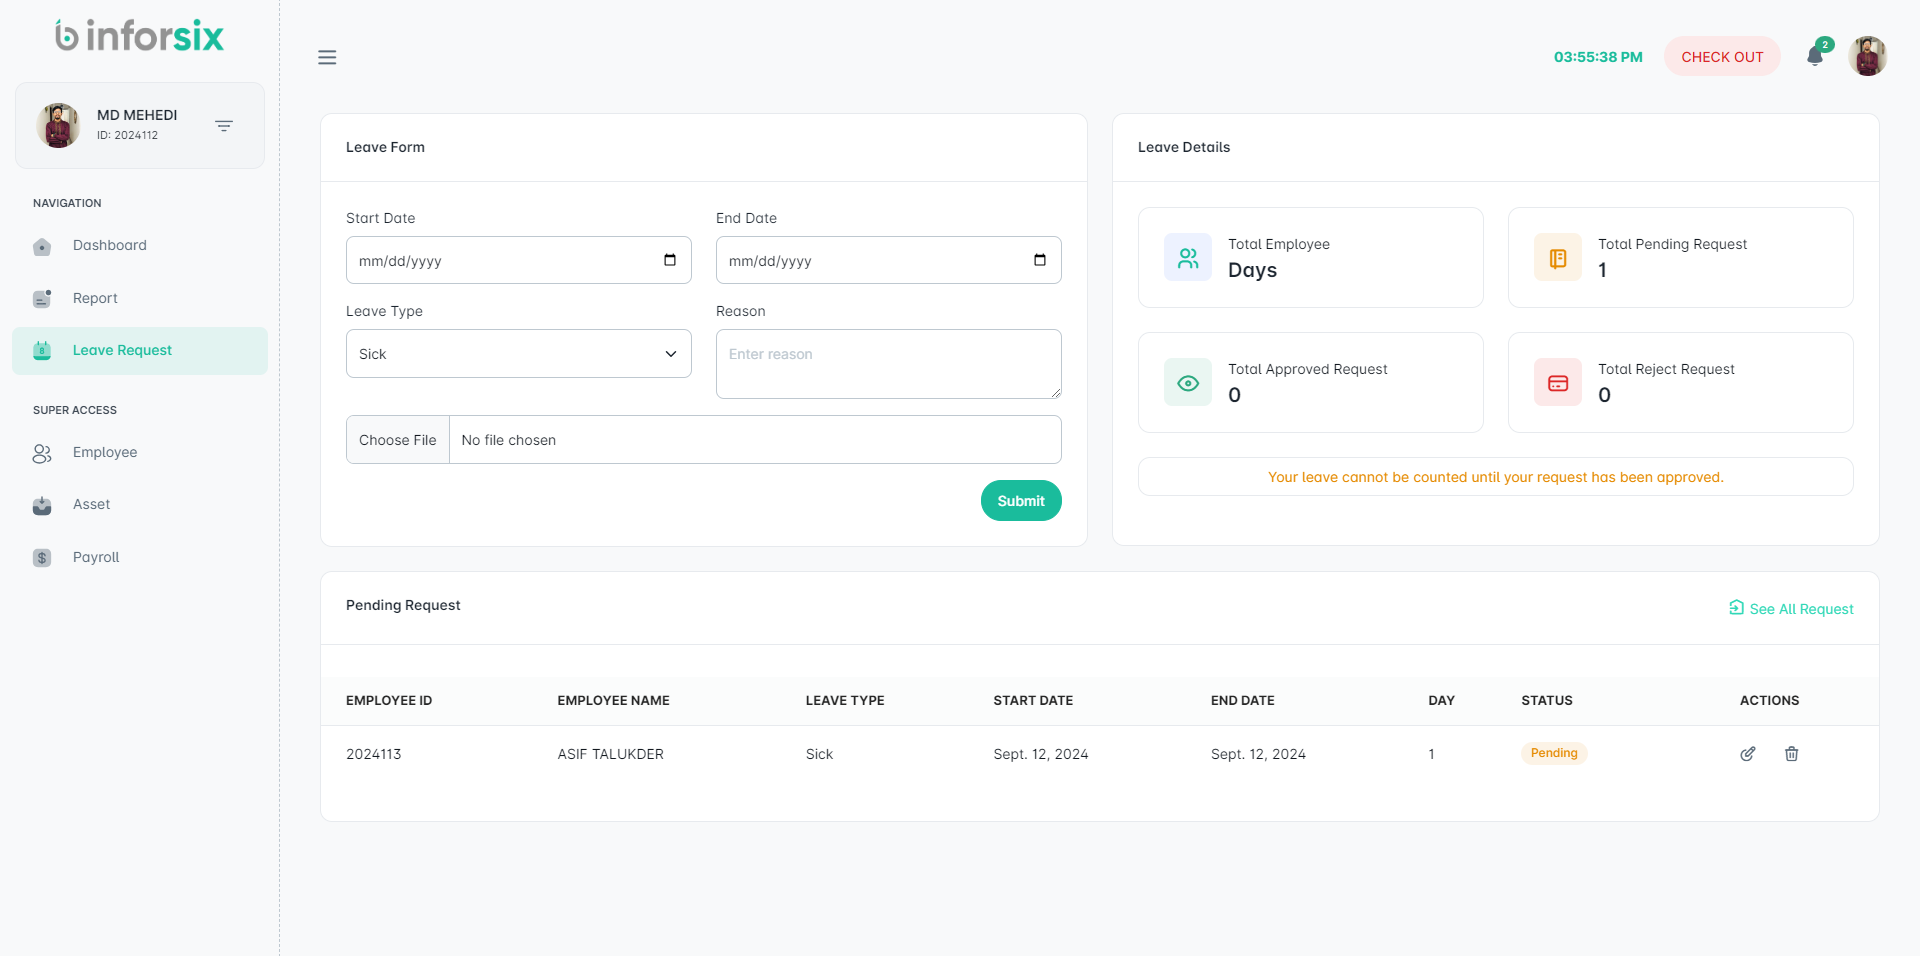 inforsix
MD MEHEDI
ID: 2024112
NAVIGATION
Dashboard
Report
8
Leave Request
SUPER ACCESS
Employee
Asset
$
Payroll
03:55:38 PM
CHECK OUT
2
Leave Form
Start Date
End Date
mm/dd/yyyy
mm/dd/yyyy
Leave Type
Reason
Sick
Enter reason
Choose File
No file chosen
Submit
Leave Details
Total Employee
Days
Total Pending Request
1
Total Approved Request
0
Total Reject Request
0
Your leave cannot be counted until your request has been approved.
Pending Request
See All Request
EMPLOYEE ID EMPLOYEE NAME LEAVE TYPE START DATE END DATE DAY STATUS ACTIONS
2024113 ASIF TALUKDER Sick Sept. 12, 2024 Sept. 12, 2024 1 Pending